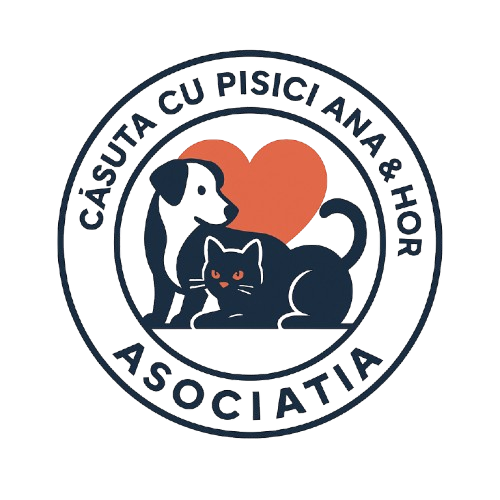 CĂSUTA CU PISICI ANA & HOR
ASOCIATIA